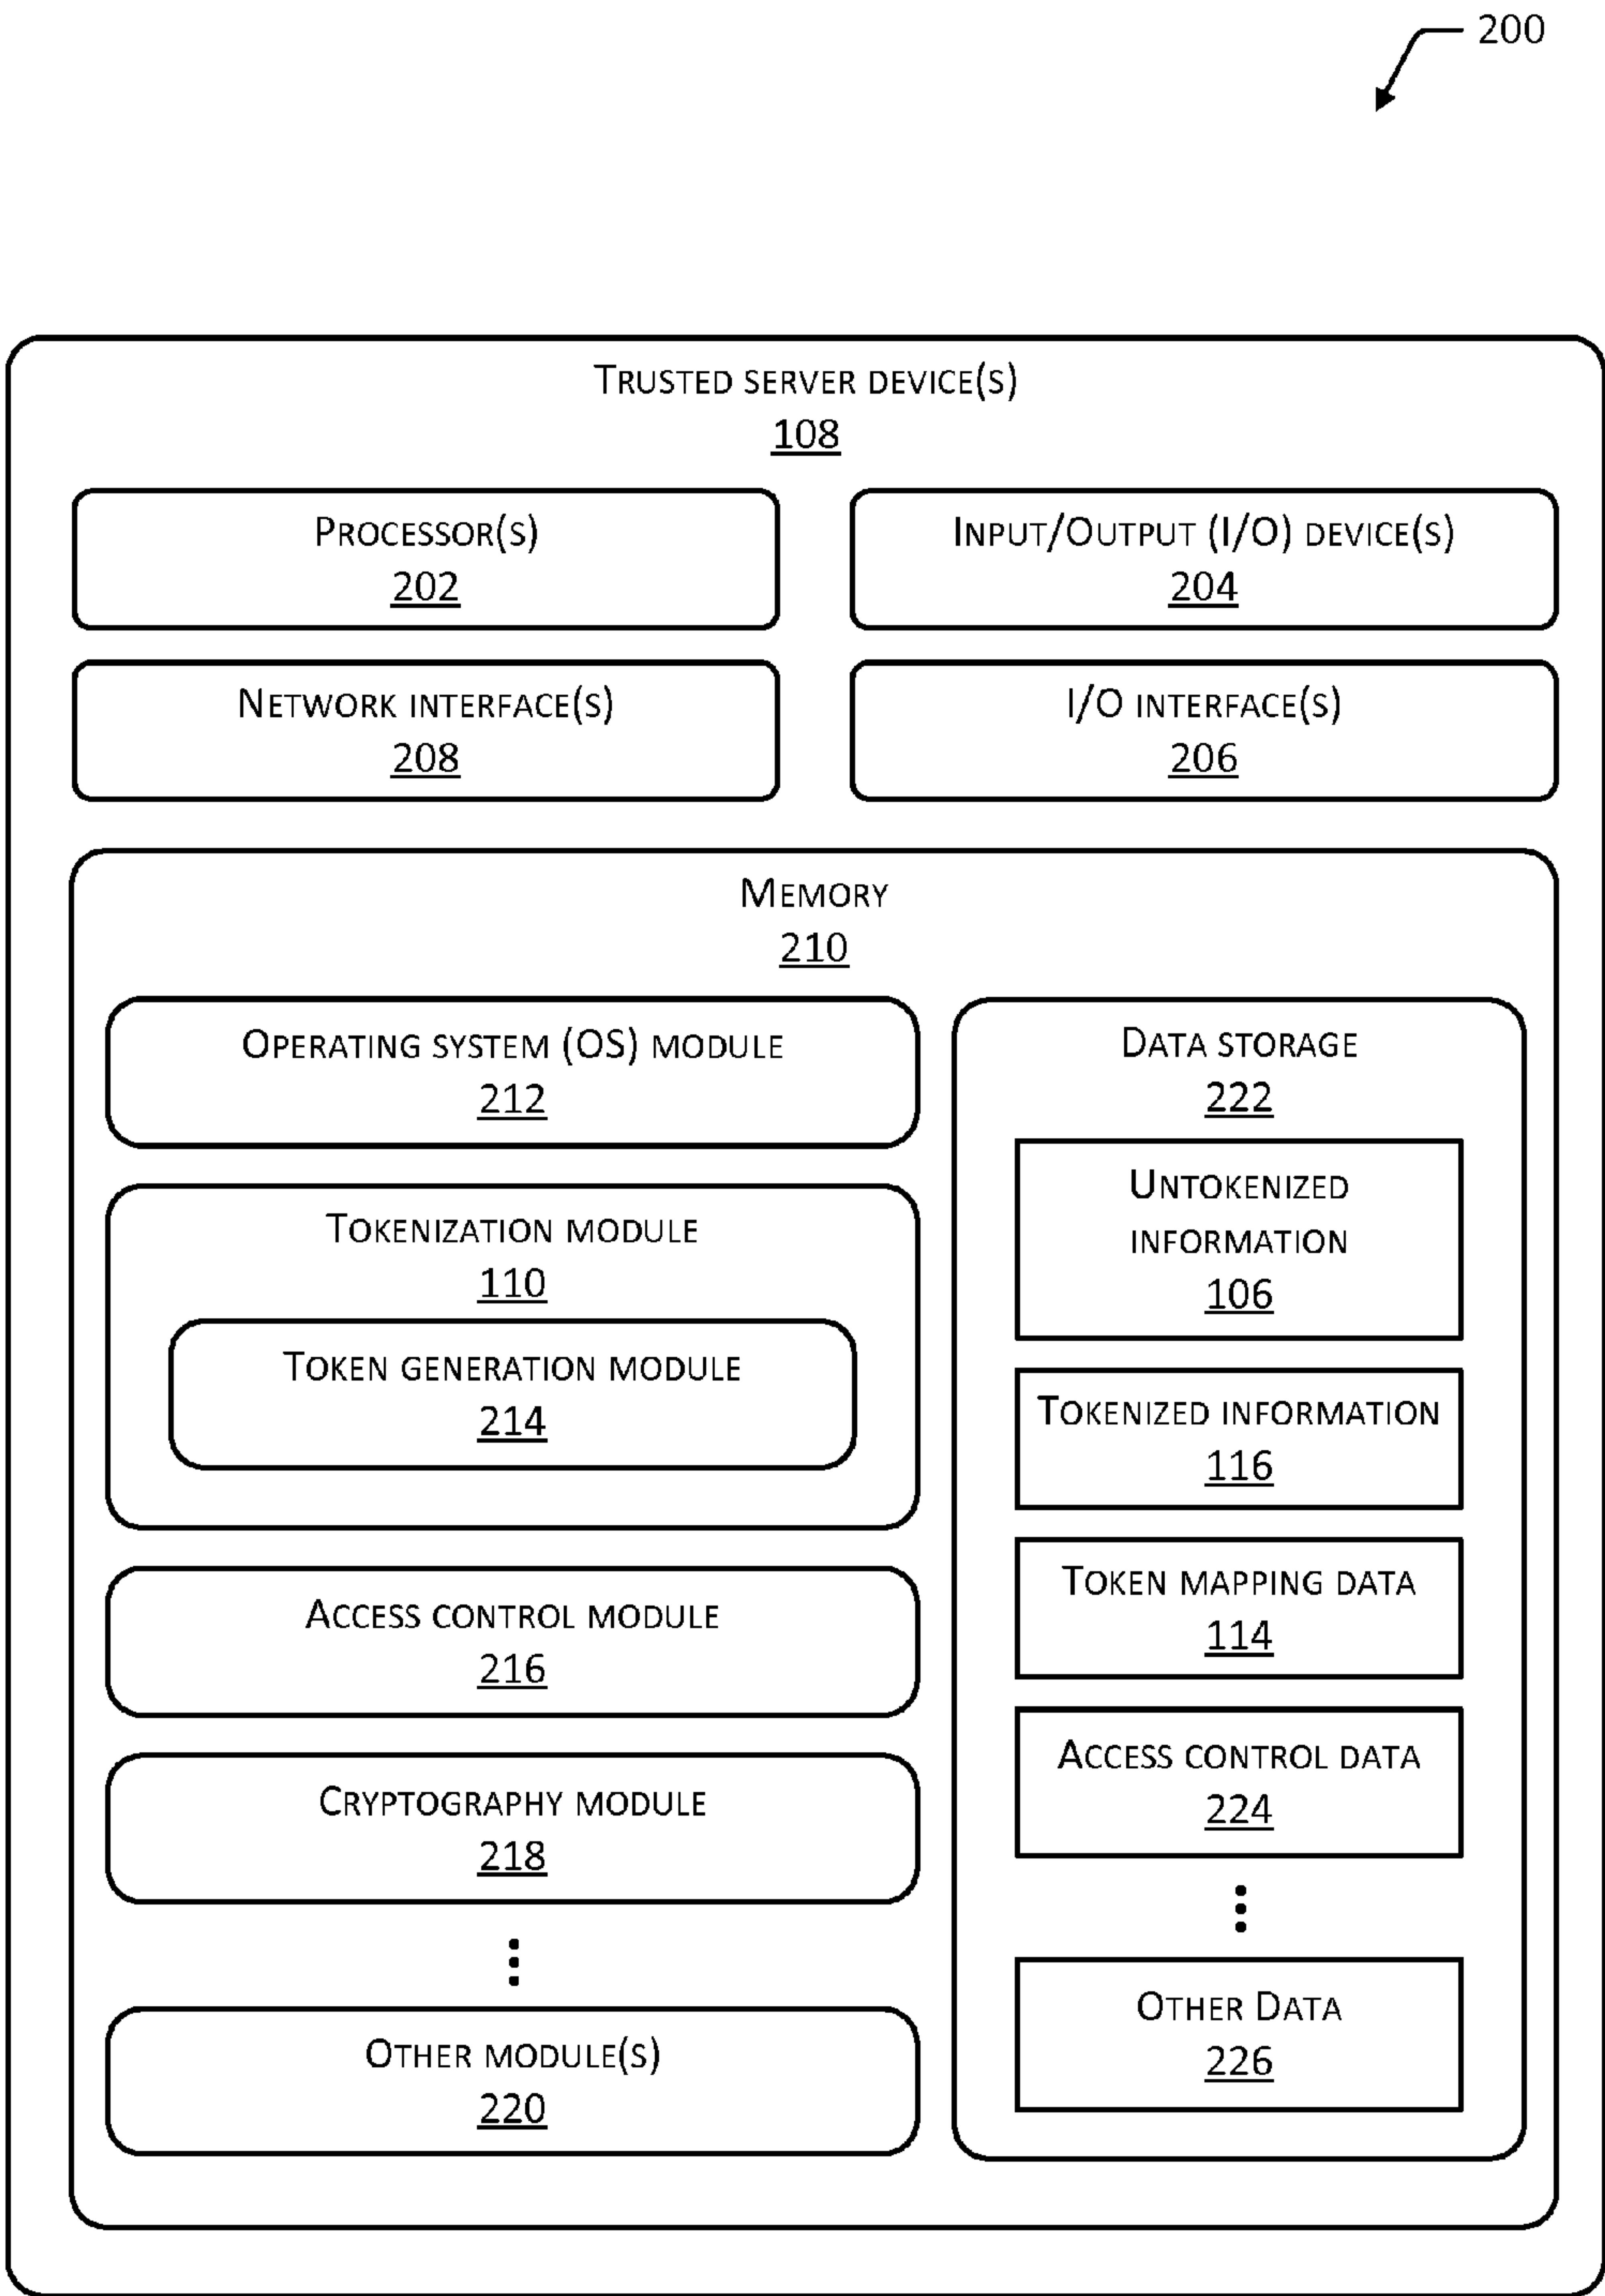 200
Trusted server device(s)
108
Processor(s)
202
Input/Output (I/O) device(s)
204
Network interface(s)
208
I/O interface(s)
206
Memory
210
Operating system (OS) module
212
Tokenization module
110
Token generation module
214
Access control module
216
Cryptography module
218
Other module(s)
220
Data storage
222
Untokenized
information
106
Tokenized information
116
Token mapping data
114
Access control data
224
Other Data
226